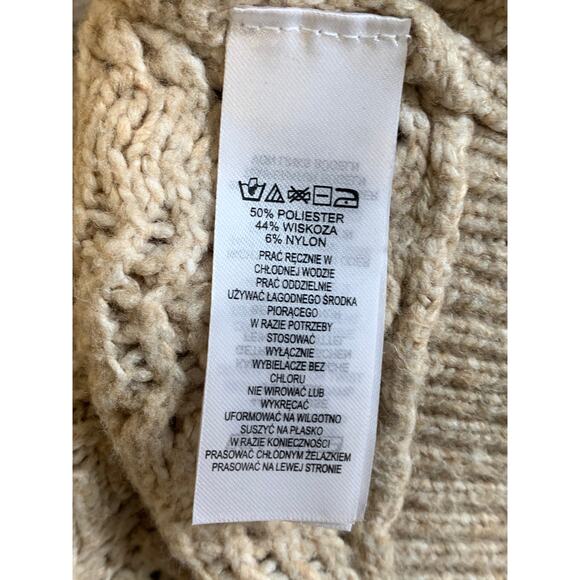 50% POLIESTER
44% WISKOZA
6% NYLON
PRAĆ RĘCZNIE W
CHŁODNEJ WODZIE
PRAĆ ODDZIELNIE
UŻYWAĆ ŁAGODNEGO ŚRODKA
PIORĄCEGO
W RAZIE POTRZEBY
STOSOWAĆ
WYŁĄCZNIE
WYBIELACZE BEZ
CHLORU
NIE WIROWAĆ LUB
WYKRĘCAĆ
UFORMOWAĆ NA WILGOTNO
SUSZYĆ NA PŁASKO
W RAZIE KONIECZNOŚCI
PRASOWAĆ CHŁODNYM ŻELAZKIEM
PRASOWAĆ NA LEWEJ STRONIE